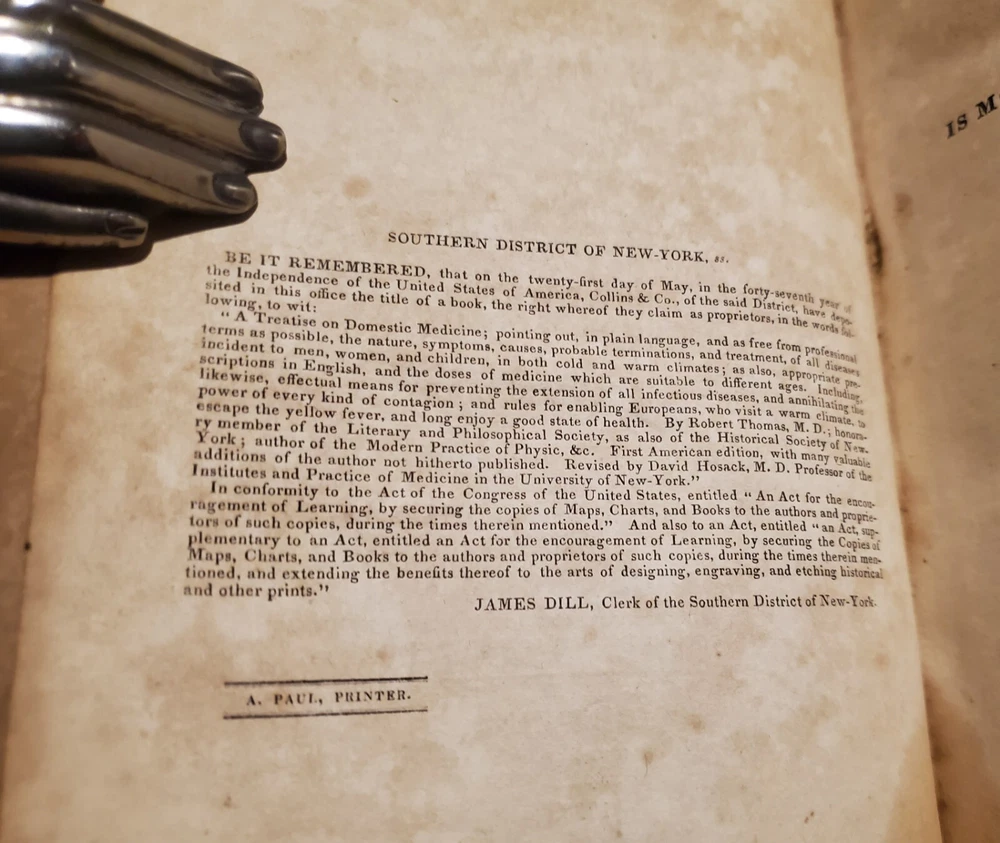 SOUTHERN DISTRICT OF NEW-YORK, ss.
BE IT REMEMBERED, that on the twenty-first day of May, in the forty-seventh year of
the Independence of the United States of America, Collins & Co., of the said District, have depo-
sited in this office the title of a book, the right whereof they claim as proprietors, in the words fol-
lowing, to wit:
" A Treatise on Domestic Medicine; pointing out, in plain language, and as free from professional
terms as possible, the nature, symptoms, causes, probable terminations, and treatment, of all diseases
incident to men, women, and children, in both cold and warm climates; as also, appropriate pre-
scriptions in English, and the doses of medicine which are suitable to different ages. Including,
likewise, effectual means for preventing the extension of all infectious diseases, and annihilating the
power of every kind of contagion; and rules for enabling Europeans, who visit a warm climate, to
escape the yellow fever, and long enjoy a good state of health. By Robert Thomas, M. D.; honora-
ry member of the Literary and Philosophical Society, as also of the Historical Society of New-
York; author of the Modern Practice of Physic, &c. First American edition, with many valuable
additions of the author not hitherto published. Revised by David Hosack, M. D. Professor of the
Institutes and Practice of Medicine in the University of New-York."
In conformity to the Act of the Congress of the United States, entitled " An Act for the encou-
ragement of Learning, by securing the copies of Maps, Charts, and Books to the authors and proprie-
tors of such copies, during the times therein mentioned." And also to an Act, entitled " an Act, sup-
plementary to an Act, entitled an Act for the encouragement of Learning, by securing the Copies of
Maps, Charts, and Books to the authors and proprietors of such copies, during the times therein men-
tioned, and extending the benefits thereof to the arts of designing, engraving, and etching historical
and other prints."
JAMES DILL, Clerk of the Southern District of New-York.
A. PAUL, PRINTER.
IS